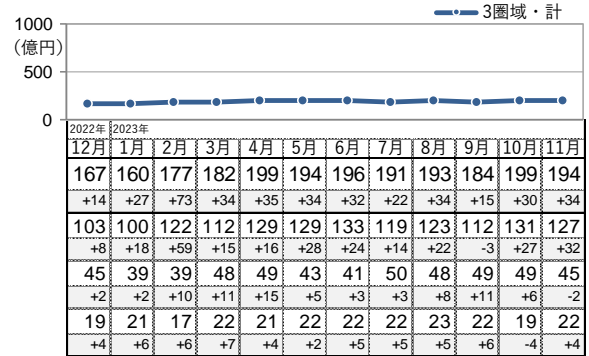 3圏域・計
1000
(億円)
500
0
2022年 2023年
12月 1月 2月 3月 4月 5月 6月 7月 8月 9月 10月 11月
167 160 177 182 199 194 196 191 193 184 199 194
+14 +27 +73 +34 +35 +34 +32 +22 +34 +15 +30 +34
103 100 122 112 129 129 133 119 123 112 131 127
+8 +18 +59 +15 +16 +28 +24 +14 +22 -3 +27 +32
45 39 39 48 49 43 41 50 48 49 49 45
+2 +2 +10 +11 +15 +5 +3 +3 +8 +11 +6 -2
19 21 17 22 21 22 22 22 23 22 19 22
+4 +6 +6 +7 +4 +2 +5 +5 +5 +6 -4 +4